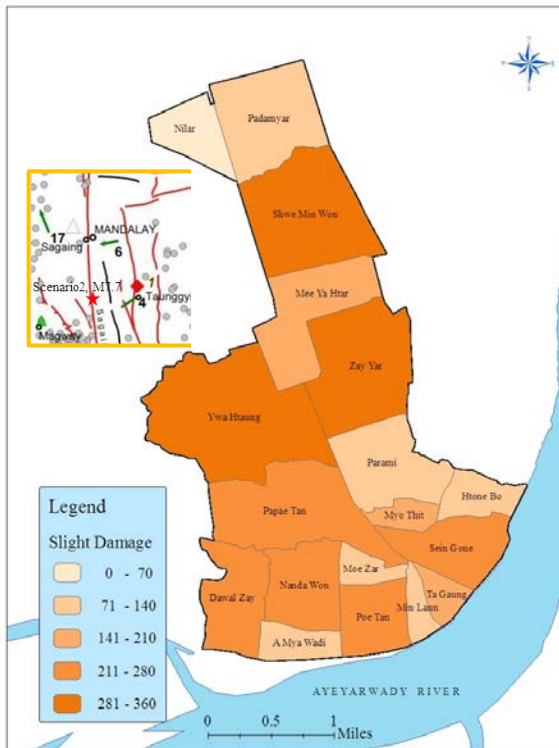 Nilar
Padamyar
Shwe Min Won
17
MANDALAY
Sagaing
6
Scenario2, M7.7
1
4
Taunggyi
Sagai
Magway
Mee Ya Htar
Zay Yar
Ywa Htaung
Parami
Htone Bo
Myo Thit
Papae Tan
Sein Gone
Moe Zar
Dawal Zay
Nanda Won
Ta Gaung
Min Laun
Poe Tan
A Mya Wadi
Legend
Slight Damage
0 - 70
71 - 140
141 - 210
211 - 280
281 - 360
AYEYARWADY RIVER
0 0.5 1
Miles